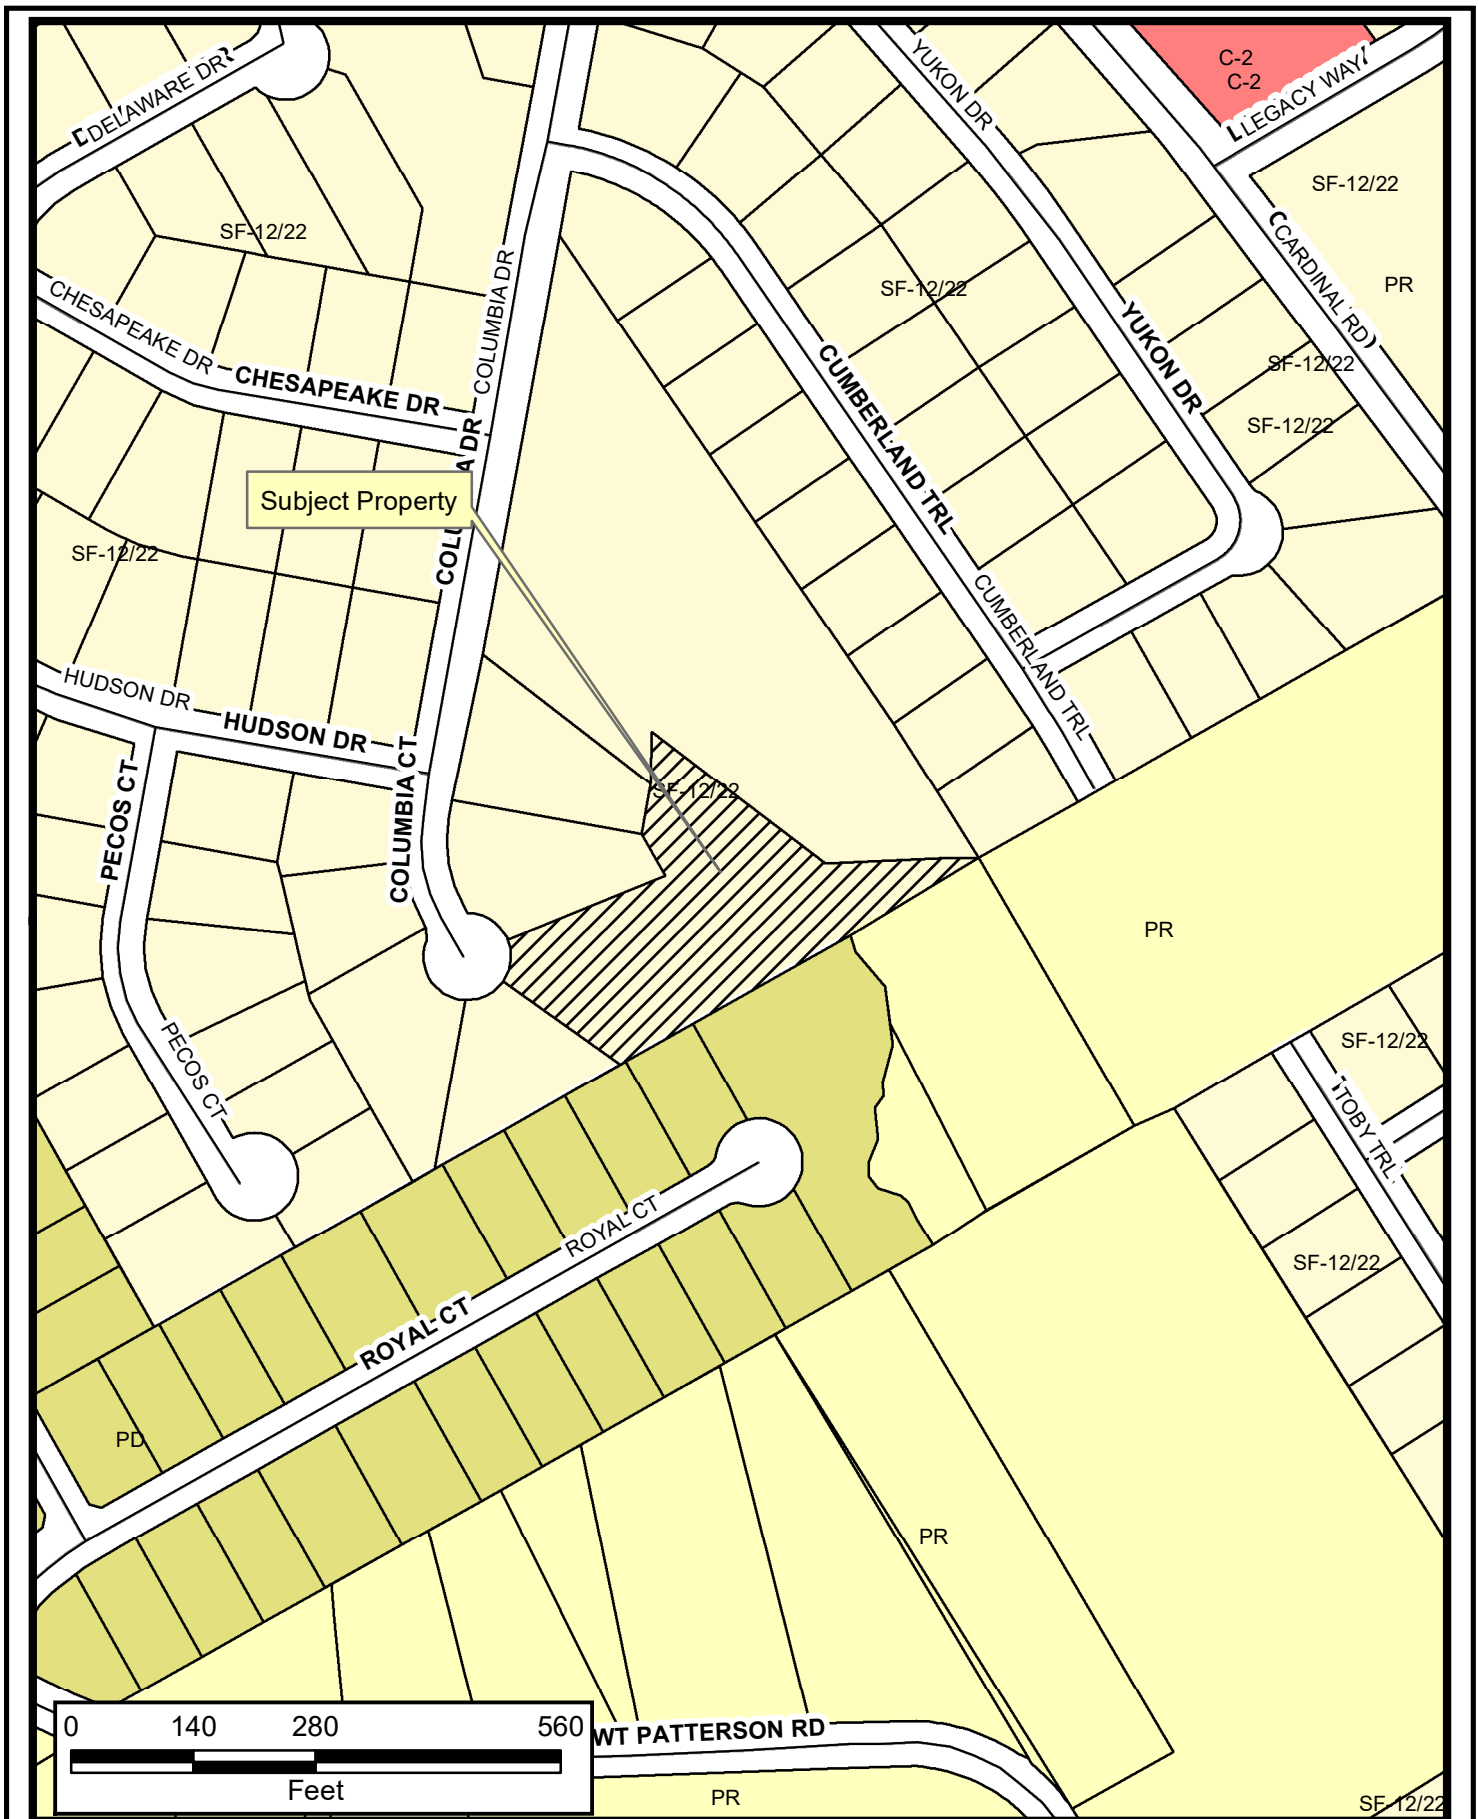 C-2
C-2
DELAWARE DR
YUKON DR
LEGACY WAY
SF-12/22
SF-12/22
CARDINAL RD
COLUMBIA DR
CHESAPEAKE DR
SF-12/22
PR
YUKON DR
CHESAPEAKE DR
CUMBERLAND TRL
SF-12/22
SF-12/22
Subject Property
SF-12/22
CUMBERLAND TRL
HUDSON DR
HUDSON DR
COLUMBIA CT
PECOS CT
SF-12/22
PR
PECOS CT
SF-12/22
TOBY TRL
ROYAL CT
SF-12/22
ROYAL CT
PD
PR
0 140 280 560
Feet
WT PATTERSON RD
PR
SF-12/22